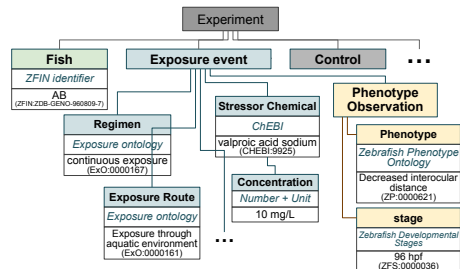 Experiment
Fish
ZFIN identifier
AB
(ZFIN:ZDB-GENO-960809-7)
Exposure event
Control
...
Regimen
Exposure ontology
continuous exposure
(ExO:0000167)
Stressor Chemical
ChEBI
valproic acid sodium
(CHEBI:9925)
Phenotype
Observation
Phenotype
Zebrafish Phenotype
Ontology
Decreased interocular
distance
(ZP:0000621)
Exposure Route
Exposure ontology
Exposure through
aquatic environment
(ExO:0000161)
...
Concentration
Number + Unit
10 mg/L
stage
Zebrafish Developmental
Stages
96 hpf
(ZFS:0000036)